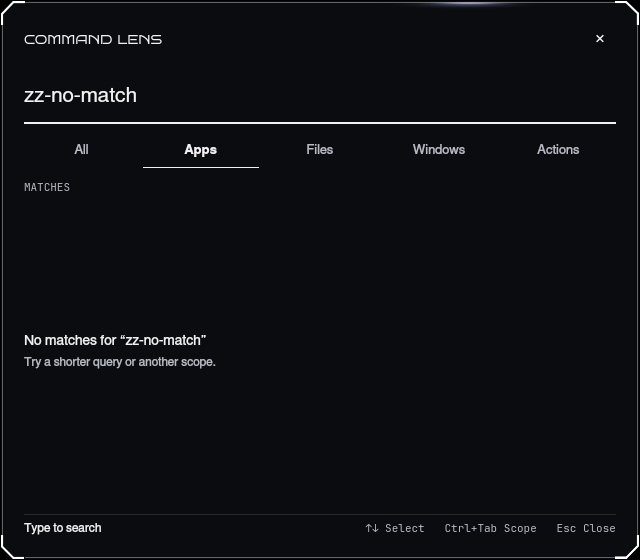 COMMAND LENS ×
zz-no-match
All Apps Files Windows Actions
MATCHES
No matches for “zz-no-match”
Try a shorter query or another scope.
Type to search ↑↓ Select Ctrl+Tab Scope Esc Close